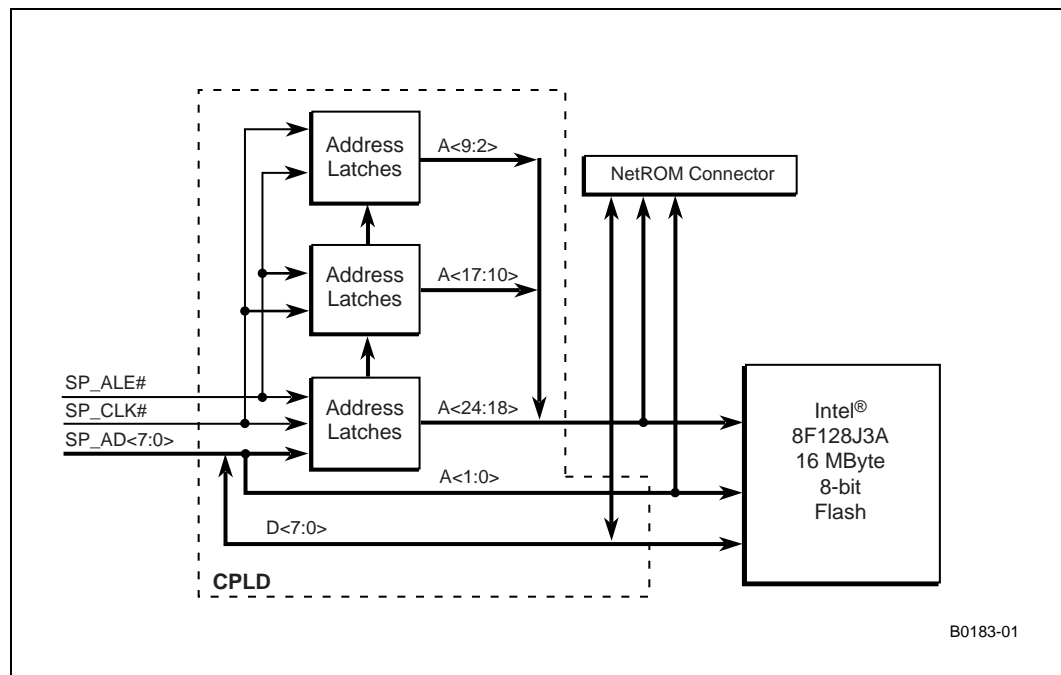 Address
Latches
A<9:2>
NetROM Connector
Address
Latches
A<17:10>
SP_ALE#
SP_CLK#
SP_AD<7:0>
Address
Latches
A<24:18>
A<1:0>
D<7:0>
CPLD
Intel®
8F128J3A
16 MByte
8-bit
Flash
B0183-01